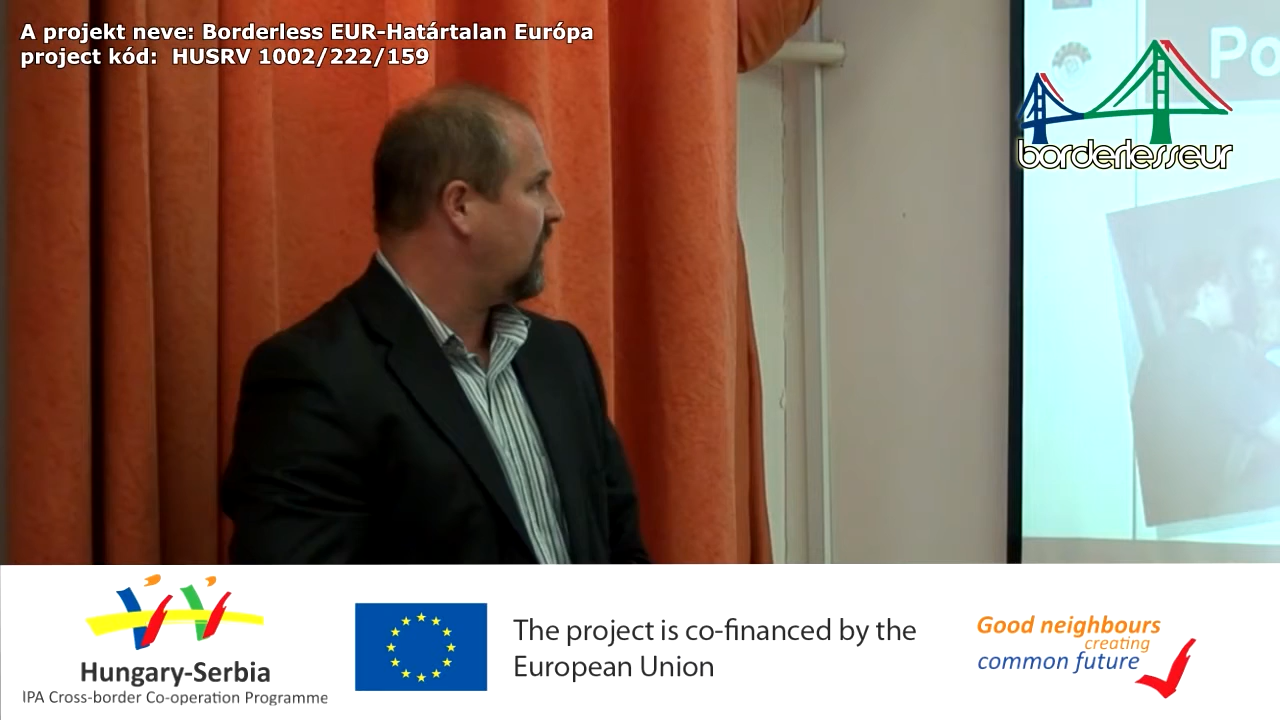 A projekt neve: Borderless EUR-Határtalan Európa
project kód: HUSRV 1002/222/159
Po
borderlesseur
Hungary-Serbia
IPA Cross-border Co-operation Programme
The project is co-financed by the
European Union
Good neighbours
creating
common future